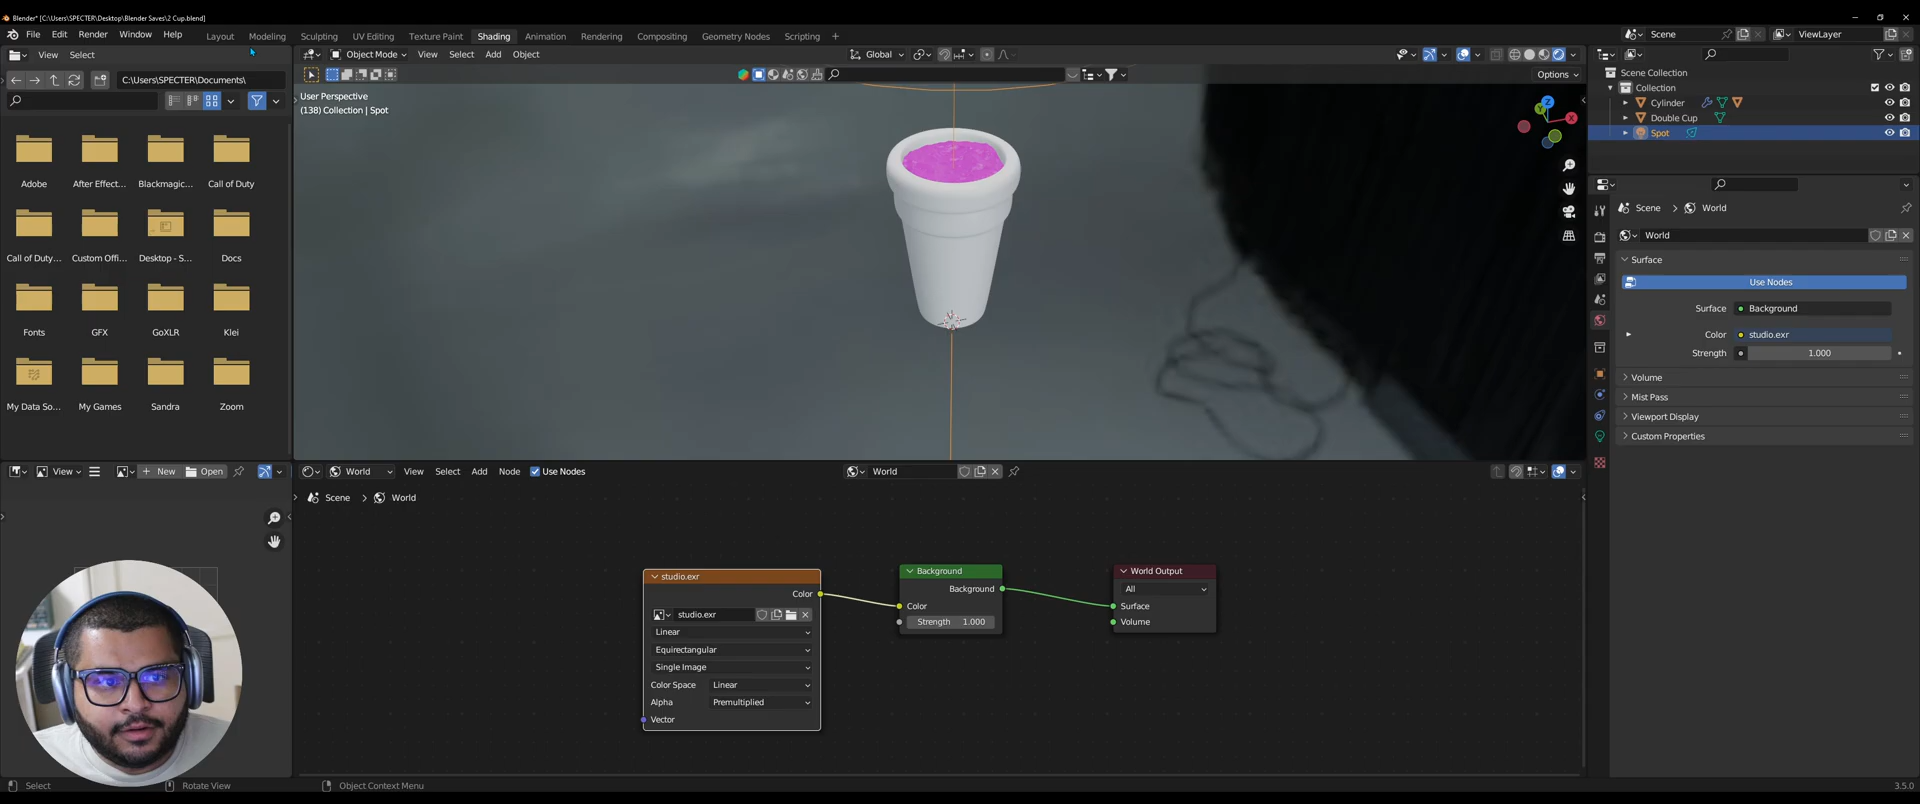 Blender* [C:\Users\SPECTER\Desktop\Blender Saves\2 Cup.blend]
File Edit Render Window Help
Layout Modeling Sculpting UV Editing Texture Paint Shading Animation Rendering Compositing Geometry Nodes Scripting
Scene
ViewLayer
View Select
C:\Users\SPECTER\Documents\
Adobe After Effect... Blackmagic... Call of Duty
Call of Duty... Custom Offi... Desktop - S... Docs
Fonts GFX GoXLR Klei
My Data So... My Games Sandra Zoom
Object Mode View Select Add Object
Global
Options
User Perspective
(138) Collection | Spot
Z
X
Y
Scene Collection
Collection
Cylinder
Double Cup
Spot
Scene > World
World
Surface
Use Nodes
Surface Background
Color studio.exr
Strength 1.000
Volume
Mist Pass
Viewport Display
Custom Properties
View New Open
World View Select Add Node Use Nodes
World
Scene > World
studio.exr
Color
studio.exr
Linear
Equirectangular
Single Image
Color Space Linear
Alpha Premultiplied
Vector
Background
Background
Color
Strength 1.000
World Output
All
Surface
Volume
Select Rotate View Object Context Menu
3.5.0